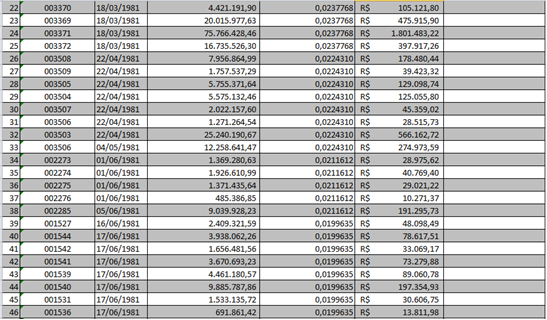 22 003370 18/03/1981 4.421.191,90 0,0237768 105.121,80
23 003369 18/03/1981 20.015.977,63 0,0237768 R$ 475.915,90
24 003371 18/03/1981 75.766.428,46 0,0237768 R$ 1.801.483,22
25 003372 18/03/1981 16.735.526,30 0,0237768 R$ 397.917,26
26 003508 22/04/1981 7.956.864,99 0,0224310 R$ 178.480,44
27 003509 22/04/1981 1.757.537,29 0,0224310 R$ 39.423,32
28 003505 22/04/1981 5.755.371,64 0,0224310 R$ 129.098,74
29 003504 22/04/1981 5.575.132,46 0,0224310 R$ 125.055,80
30 003507 22/04/1981 2.022.157,60 0,0224310 R$ 45.359,02
31 003506 22/04/1981 1.271.264,54 0,0224310 R$ 28.515,73
32 003503 22/04/1981 25.240.190,67 0,0224310 R$ 566.162,72
33 003506 04/05/1981 12.258.641,47 0,0224310 R$ 274.973,59
34 002273 01/06/1981 1.369.280,63 0,0211612 R$ 28.975,62
35 002274 01/06/1981 1.926.610,99 0,0211612 R$ 40.769,40
36 002275 01/06/1981 1.371.435,64 0,0211612 R$ 29.021,22
37 002276 01/06/1981 485.386,85 0,0211612 R$ 10.271,37
38 002285 05/06/1981 9.039.928,23 0,0211612 R$ 191.295,73
39 001527 16/06/1981 2.409.321,59 0,0199635 R$ 48.098,49
40 001544 17/06/1981 3.938.062,26 0,0199635 R$ 78.617,51
41 001542 17/06/1981 1.656.481,56 0,0199635 R$ 33.069,17
42 001541 17/06/1981 3.670.693,23 0,0199635 R$ 73.279,88
43 001539 17/06/1981 4.461.180,57 0,0199635 R$ 89.060,78
44 001540 17/06/1981 9.885.787,86 0,0199635 R$ 197.354,93
45 001531 17/06/1981 1.533.135,72 0,0199635 R$ 30.606,75
46 001536 17/06/1981 691.861,42 0,0199635 R$ 13.811,98